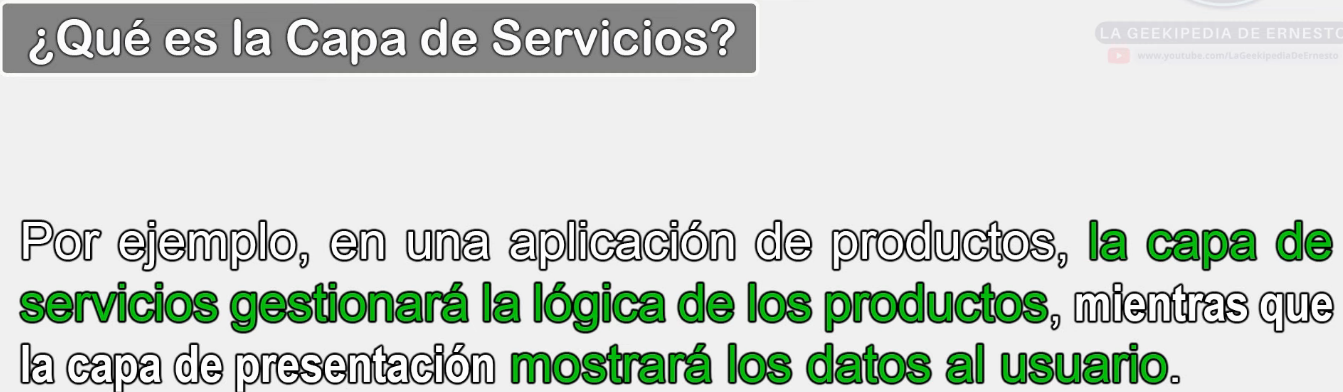 ¿Qué es la Capa de Servicios?
LA GEEKIPEDIA DE ERNESTO
www.youtube.com/LaGeekipediaDeErnesto
Por ejemplo, en una aplicación de productos, la capa de
servicios gestionará la lógica de los productos, mientras que
la capa de presentación mostrará los datos al usuario.